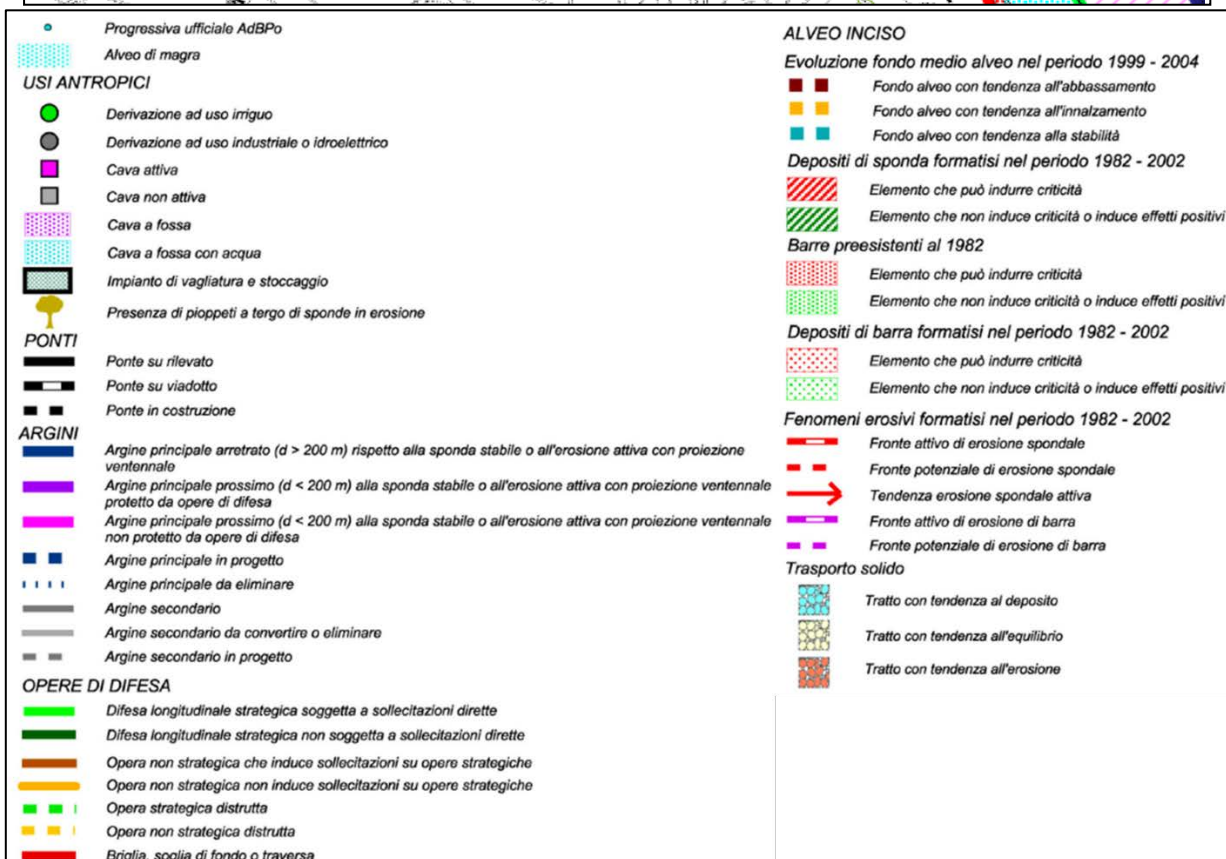 Progressiva ufficiale AdBPo
Alveo di magra
USI ANTROPICI
Derivazione ad uso irriguo
Derivazione ad uso industriale o idroelettrico
Cava attiva
Cava non attiva
Cava a fossa
Cava a fossa con acqua
Impianto di vagliatura e stoccaggio
Presenza di pioppeti a tergo di sponde in erosione
PONTI
Ponte su rilevato
Ponte su viadotto
Ponte in costruzione
ARGINI
Argine principale arretrato (d > 200 m) rispetto alla sponda stabile o all'erosione attiva con proiezione
ventennale
Argine principale prossimo (d < 200 m) alla sponda stabile o all'erosione attiva con proiezione ventennale
protetto da opere di difesa
Argine principale prossimo (d < 200 m) alla sponda stabile o all'erosione attiva con proiezione ventennale
non protetto da opere di difesa
Argine principale in progetto
Argine principale da eliminare
Argine secondario
Argine secondario da convertire o eliminare
Argine secondario in progetto
OPERE DI DIFESA
Difesa longitudinale strategica soggetta a sollecitazioni dirette
Difesa longitudinale strategica non soggetta a sollecitazioni dirette
Opera non strategica che induce sollecitazioni su opere strategiche
Opera non strategica non induce sollecitazioni su opere strategiche
Opera strategica distrutta
Opera non strategica distrutta
Briglia, soglia di fondo o traversa
ALVEO INCISO
Evoluzione fondo medio alveo nel periodo 1999 - 2004
Fondo alveo con tendenza all'abbassamento
Fondo alveo con tendenza all'innalzamento
Fondo alveo con tendenza alla stabilità
Depositi di sponda formatisi nel periodo 1982 - 2002
Elemento che può indurre criticità
Elemento che non induce criticità o induce effetti positivi
Barre preesistenti al 1982
Elemento che può indurre criticità
Elemento che non induce criticità o induce effetti positivi
Depositi di barra formatisi nel periodo 1982 - 2002
Elemento che può indurre criticità
Elemento che non induce criticità o induce effetti positivi
Fenomeni erosivi formatisi nel periodo 1982 - 2002
Fronte attivo di erosione spondale
Fronte potenziale di erosione spondale
Tendenza erosione spondale attiva
Fronte attivo di erosione di barra
Fronte potenziale di erosione di barra
Trasporto solido
Tratto con tendenza al deposito
Tratto con tendenza all'equilibrio
Tratto con tendenza all'erosione